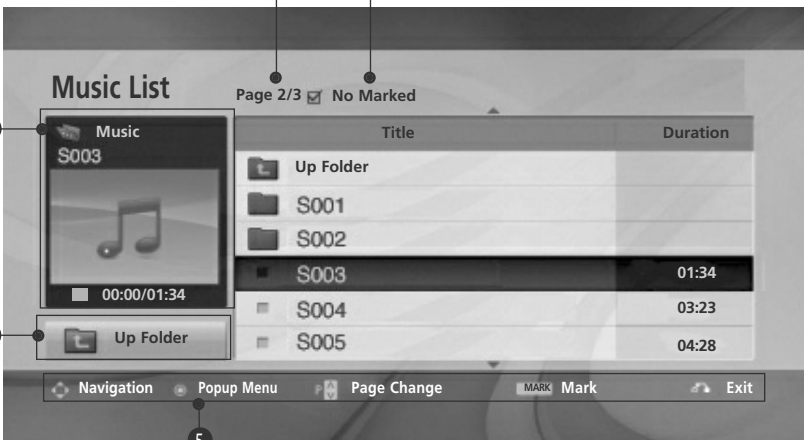 Music List
Page 2/3 No Marked
Music
S003
00:00/01:34
Up Folder
Title Duration
Up Folder
S001
S002
S003 01:34
S004 03:23
S005 04:28
Navigation Popup Menu P Page Change MARK Mark Exit
5